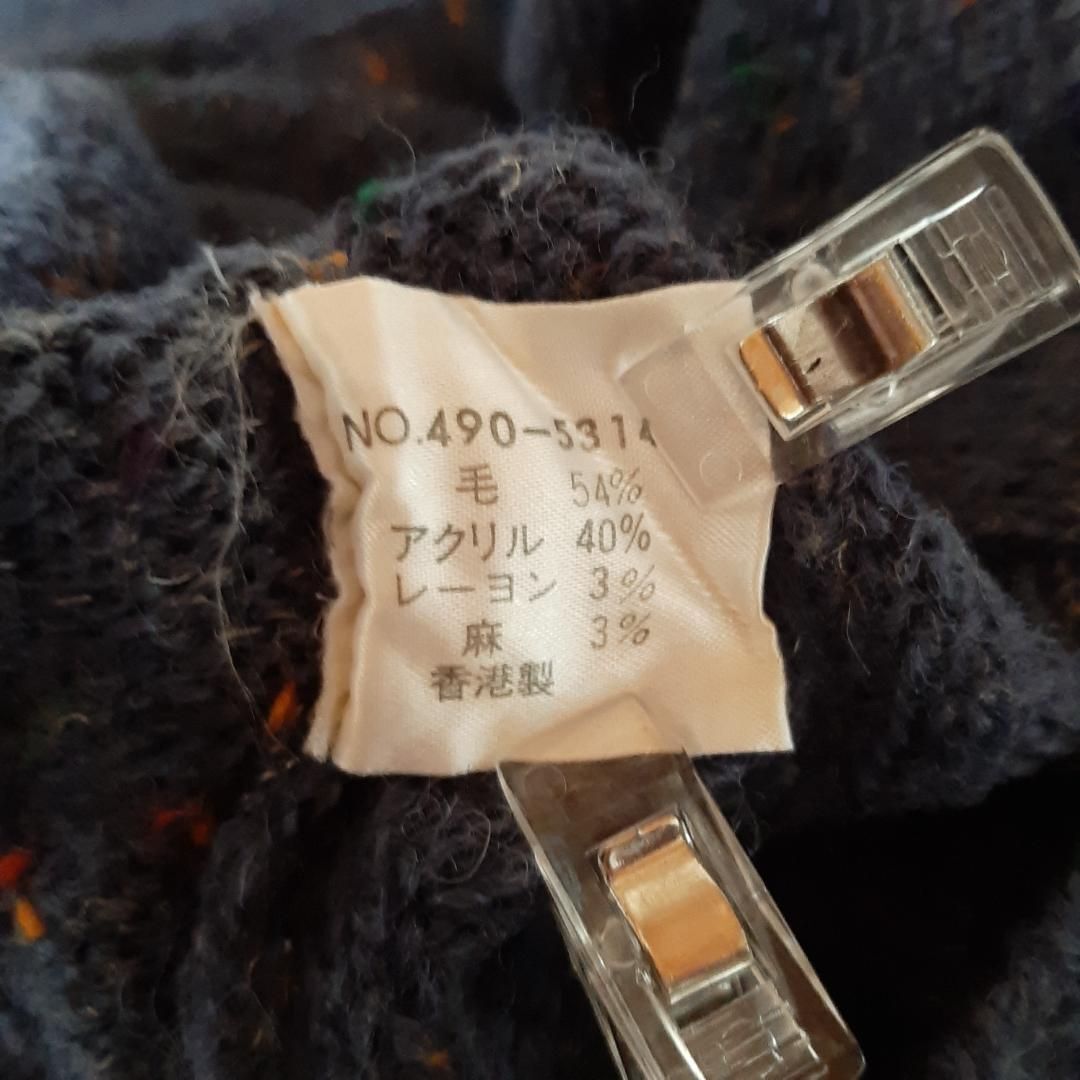 NO.490-5314
毛 54%
アクリル 40%
レーヨン 3%
麻 3%
香港製